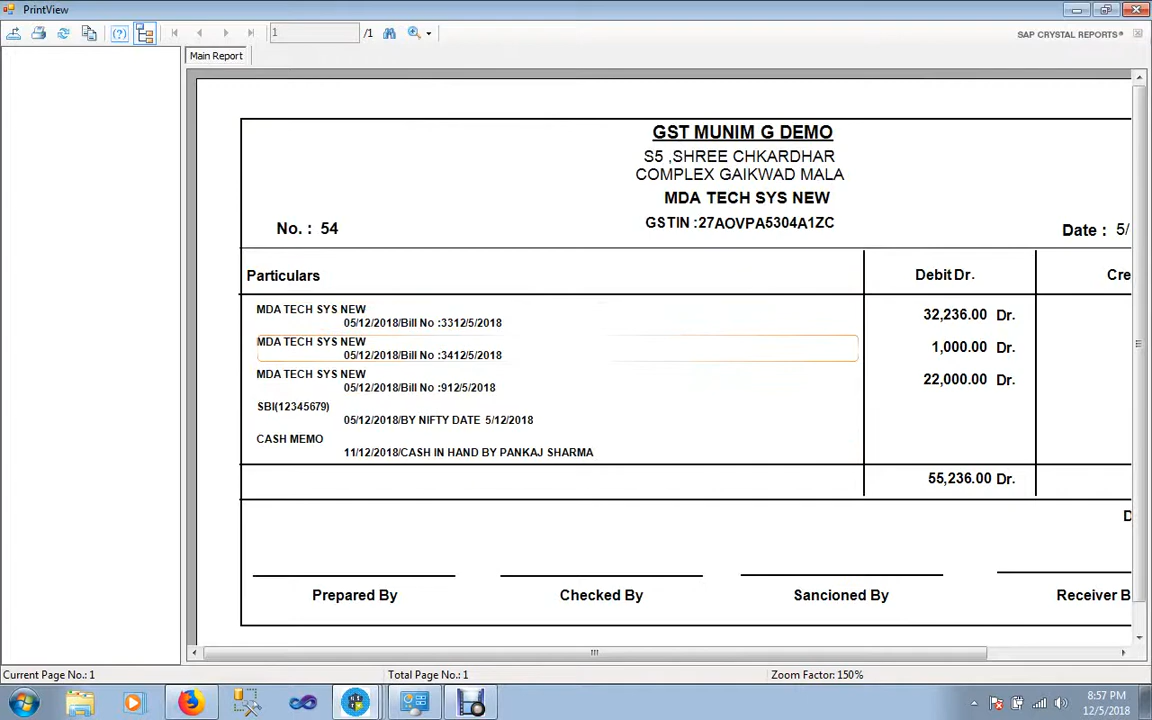 PrintView
1 /1
SAP CRYSTAL REPORTS®
Main Report
GST MUNIM G DEMO
S5 ,SHREE CHKARDHAR
COMPLEX GAIKWAD MALA
MDA TECH SYS NEW
GSTIN :27AOVPA5304A1ZC
No. : 54
Date : 5/
Particulars
Debit Dr.
Cre
MDA TECH SYS NEW
05/12/2018/Bill No :3312/5/2018
32,236.00 Dr.
MDA TECH SYS NEW
05/12/2018/Bill No :3412/5/2018
1,000.00 Dr.
MDA TECH SYS NEW
05/12/2018/Bill No :912/5/2018
22,000.00 Dr.
SBI(12345679)
05/12/2018/BY NIFTY DATE 5/12/2018
CASH MEMO
11/12/2018/CASH IN HAND BY PANKAJ SHARMA
55,236.00 Dr.
D
Prepared By
Checked By
Sancioned By
Receiver B
Current Page No.: 1
Total Page No.: 1
Zoom Factor: 150%
8:57 PM
12/5/2018